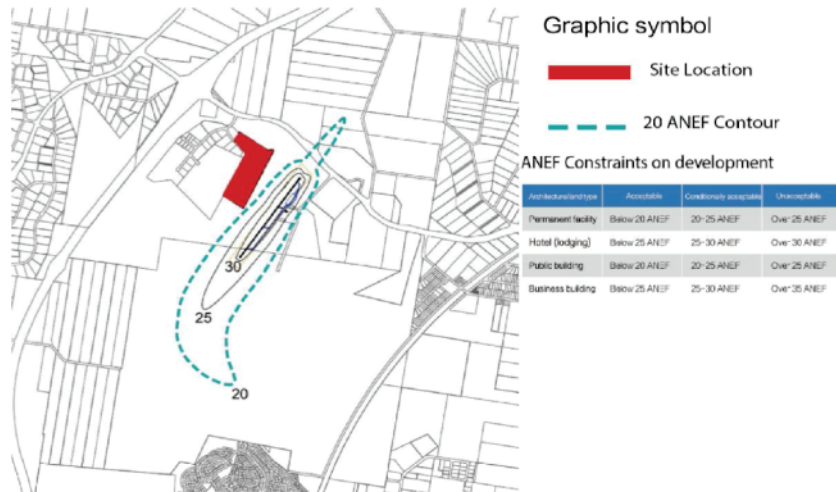 Graphic symbol
Site Location
20 ANEF Contour
ANEF Constraints on development
Architecture/land type Acceptable Conditionally acceptable Unacceptable
Permanent facility Below 20 ANEF 20-25 ANEF Over 25 ANEF
Hotel (lodging) Below 25 ANEF 25-30 ANEF Over 30 ANEF
Public building Below 20 ANEF 20-25 ANEF Over 25 ANEF
Business building Below 25 ANEF 25-30 ANEF Over 35 ANEF
30
25
20